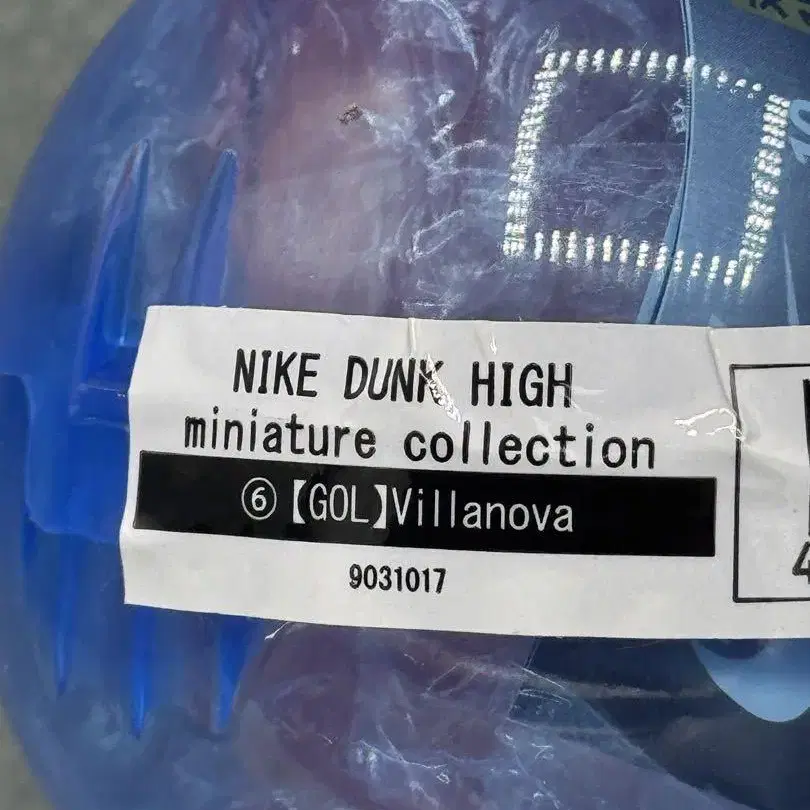 NIKE DUNK HIGH
miniature collection
⑥【GOL】Villanova
9031017